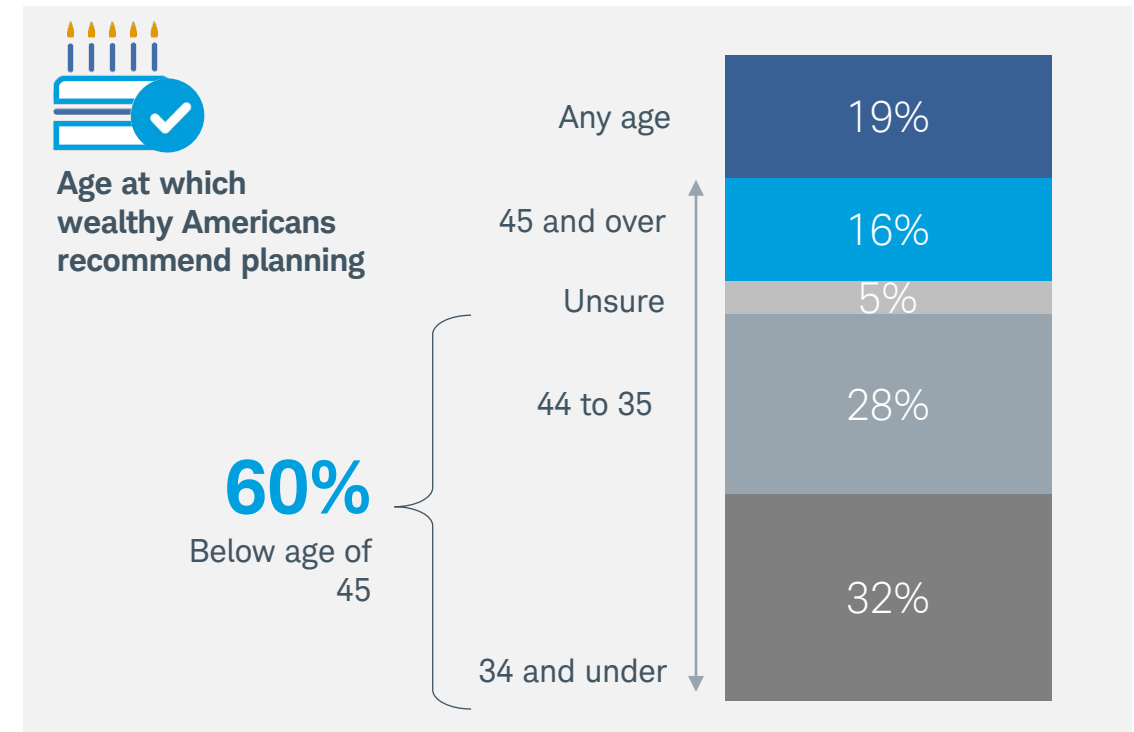 Age at which
wealthy Americans
recommend planning
Any age
19%
45 and over
16%
Unsure
5%
44 to 35
28%
60%
Below age of
45
32%
34 and under